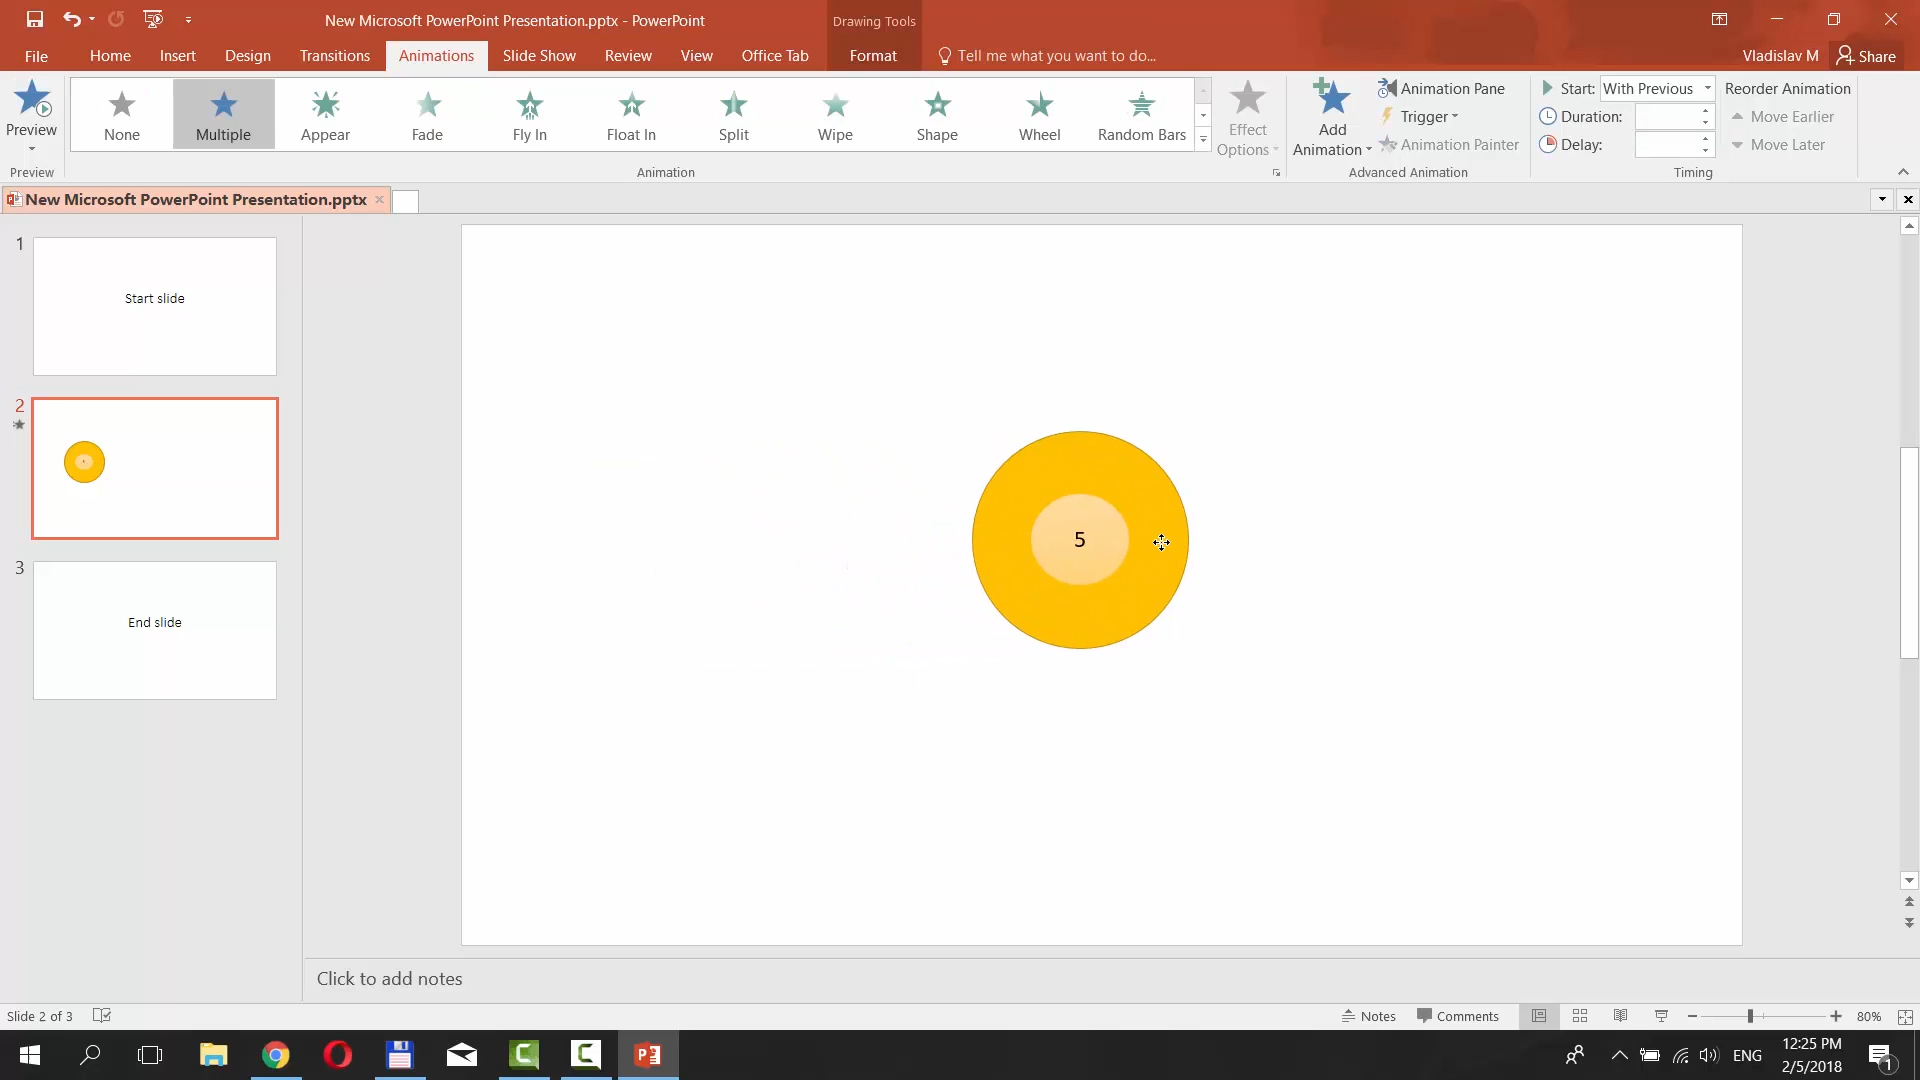 New Microsoft PowerPoint Presentation.pptx - PowerPoint
Drawing Tools
File Home Insert Design Transitions Animations Slide Show Review View Office Tab Format Tell me what you want to do... Vladislav M Share
Preview
None
Multiple
Appear
Fade
Fly In
Float In
Split
Wipe
Shape
Wheel
Random Bars
Effect
Options
Add
Animation
Animation Pane
Trigger
Animation Painter
Start: With Previous
Duration:
Delay:
Reorder Animation
Move Earlier
Move Later
Preview
Animation
Advanced Animation
Timing
New Microsoft PowerPoint Presentation.pptx
1
Start slide
2
3
End slide
5
Click to add notes
Slide 2 of 3
Notes
Comments
80%
ENG
12:25 PM
2/5/2018
1